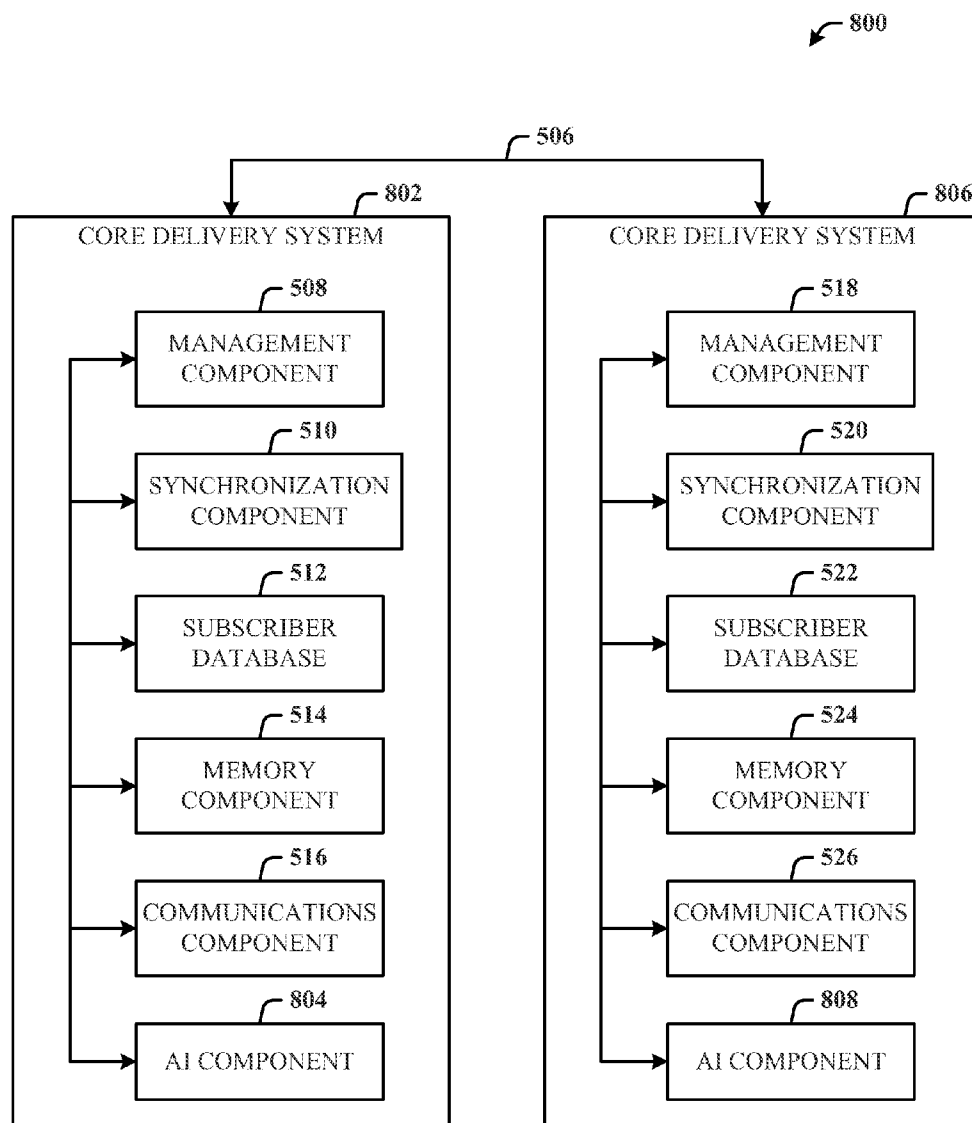 800
506
802
CORE DELIVERY SYSTEM
508
MANAGEMENT
COMPONENT
510
SYNCHRONIZATION
COMPONENT
512
SUBSCRIBER
DATABASE
514
MEMORY
COMPONENT
516
COMMUNICATIONS
COMPONENT
804
AI COMPONENT
806
CORE DELIVERY SYSTEM
518
MANAGEMENT
COMPONENT
520
SYNCHRONIZATION
COMPONENT
522
SUBSCRIBER
DATABASE
524
MEMORY
COMPONENT
526
COMMUNICATIONS
COMPONENT
808
AI COMPONENT